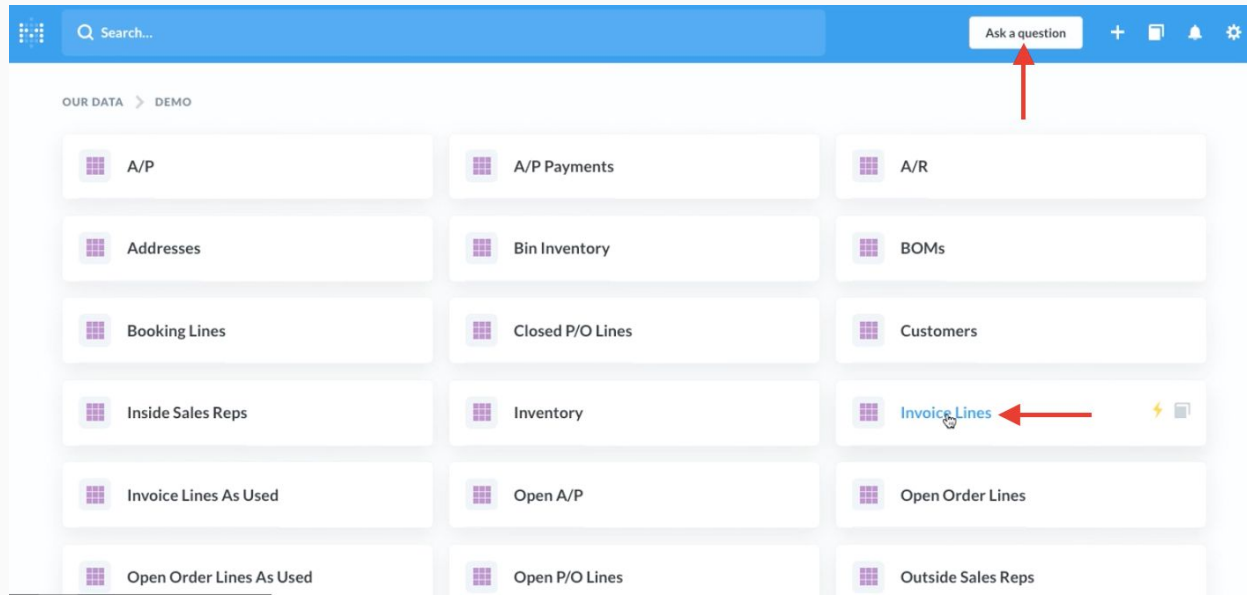 Search...
Ask a question
OUR DATA
DEMO
A/P
A/P Payments
A/R
Addresses
Bin Inventory
BOMs
Booking Lines
Closed P/O Lines
Customers
Inside Sales Reps
Inventory
Invoice Lines
Invoice Lines As Used
Open A/P
Open Order Lines
Open Order Lines As Used
Open P/O Lines
Outside Sales Reps